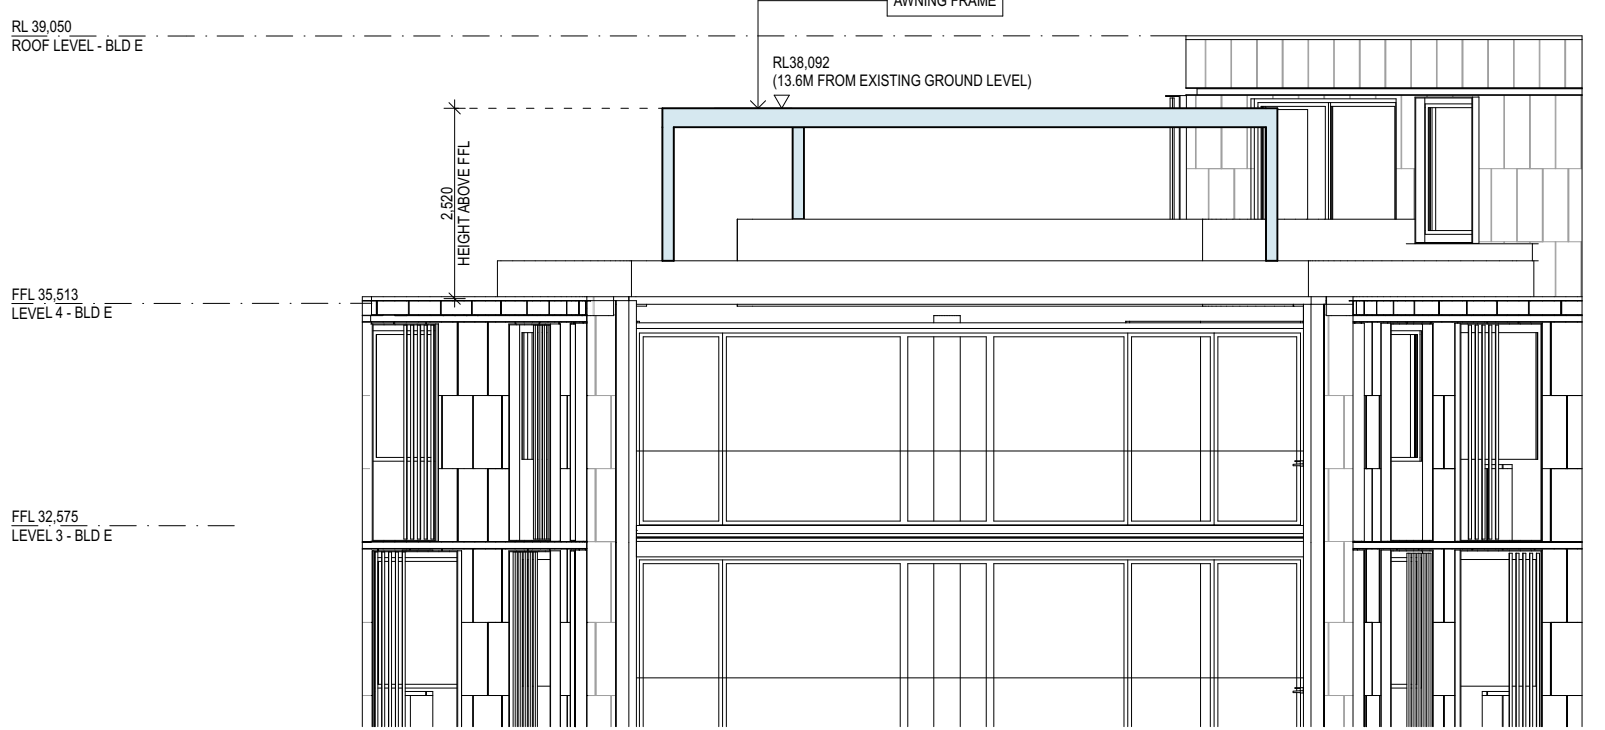 AWNING FRAME
RL 39,050
ROOF LEVEL - BLD E
RL38,092
(13.6M FROM EXISTING GROUND LEVEL)
2,520
HEIGHT ABOVE FFL
FFL 35,513
LEVEL 4 - BLD E
FFL 32,575
LEVEL 3 - BLD E